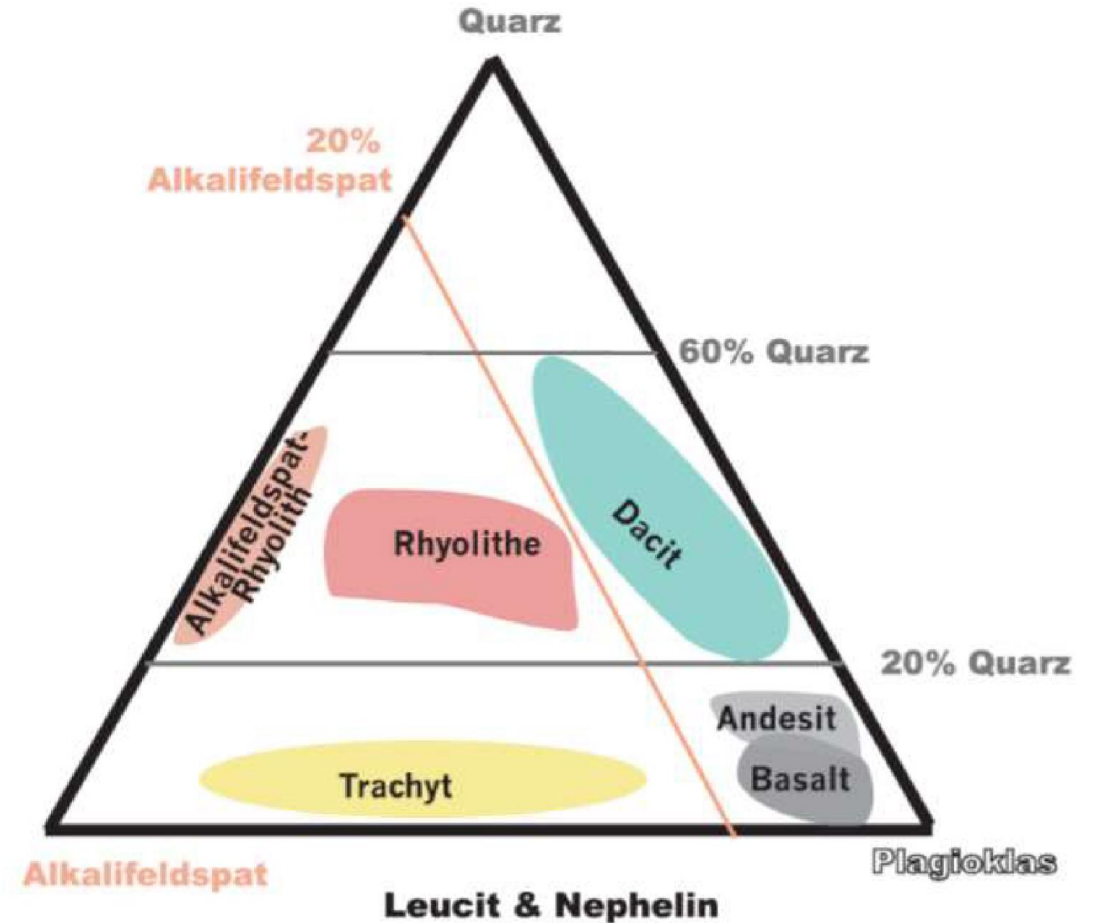 Quarz
20%
Alkalifeldspat
60% Quarz
Alkalifeldspat-
Rhyolith
Rhyolithe
Dacit
20% Quarz
Andesit
Basalt
Trachyt
Alkalifeldspat
Plagioklas
Leucit & Nephelin